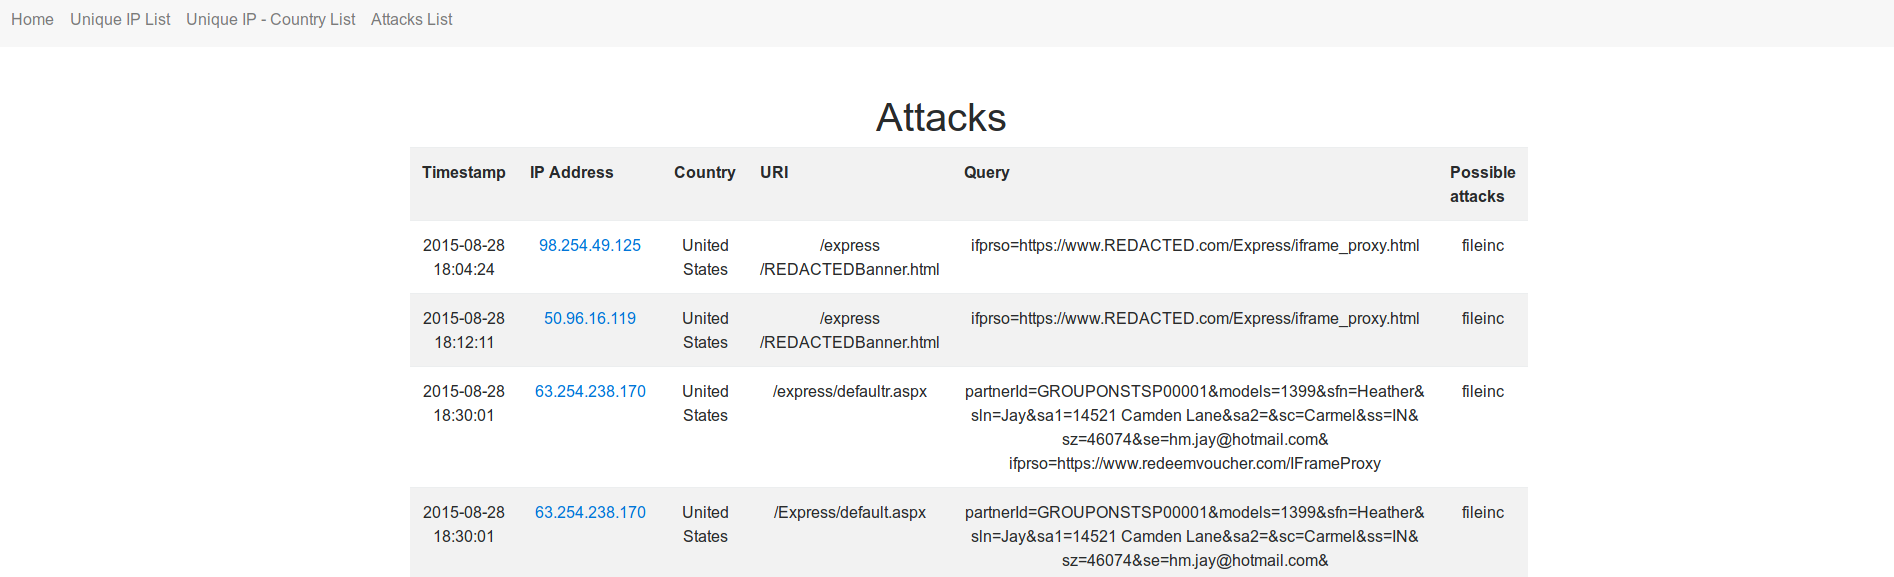 Home Unique IP List Unique IP - Country List Attacks List
Attacks
Timestamp IP Address Country URI Query Possible
attacks
2015-08-28 98.254.49.125 United /express ifprso=https://www.REDACTED.com/Express/iframe_proxy.html fileinc
18:04:24 States /REDACTEDBanner.html
2015-08-28 50.96.16.119 United /express ifprso=https://www.REDACTED.com/Express/iframe_proxy.html fileinc
18:12:11 States /REDACTEDBanner.html
2015-08-28 63.254.238.170 United /express/defaultr.aspx partnerId=GROUPONSTSP00001&models=1399&sfn=Heather& fileinc
18:30:01 States sln=Jay&sa1=14521 Camden Lane&sa2=&sc=Carmel&ss=IN&
sz=46074&se=hm.jay@hotmail.com&
ifprso=https://www.redeemvoucher.com/IFrameProxy
2015-08-28 63.254.238.170 United /Express/default.aspx partnerId=GROUPONSTSP00001&models=1399&sfn=Heather& fileinc
18:30:01 States sln=Jay&sa1=14521 Camden Lane&sa2=&sc=Carmel&ss=IN&
sz=46074&se=hm.jay@hotmail.com&